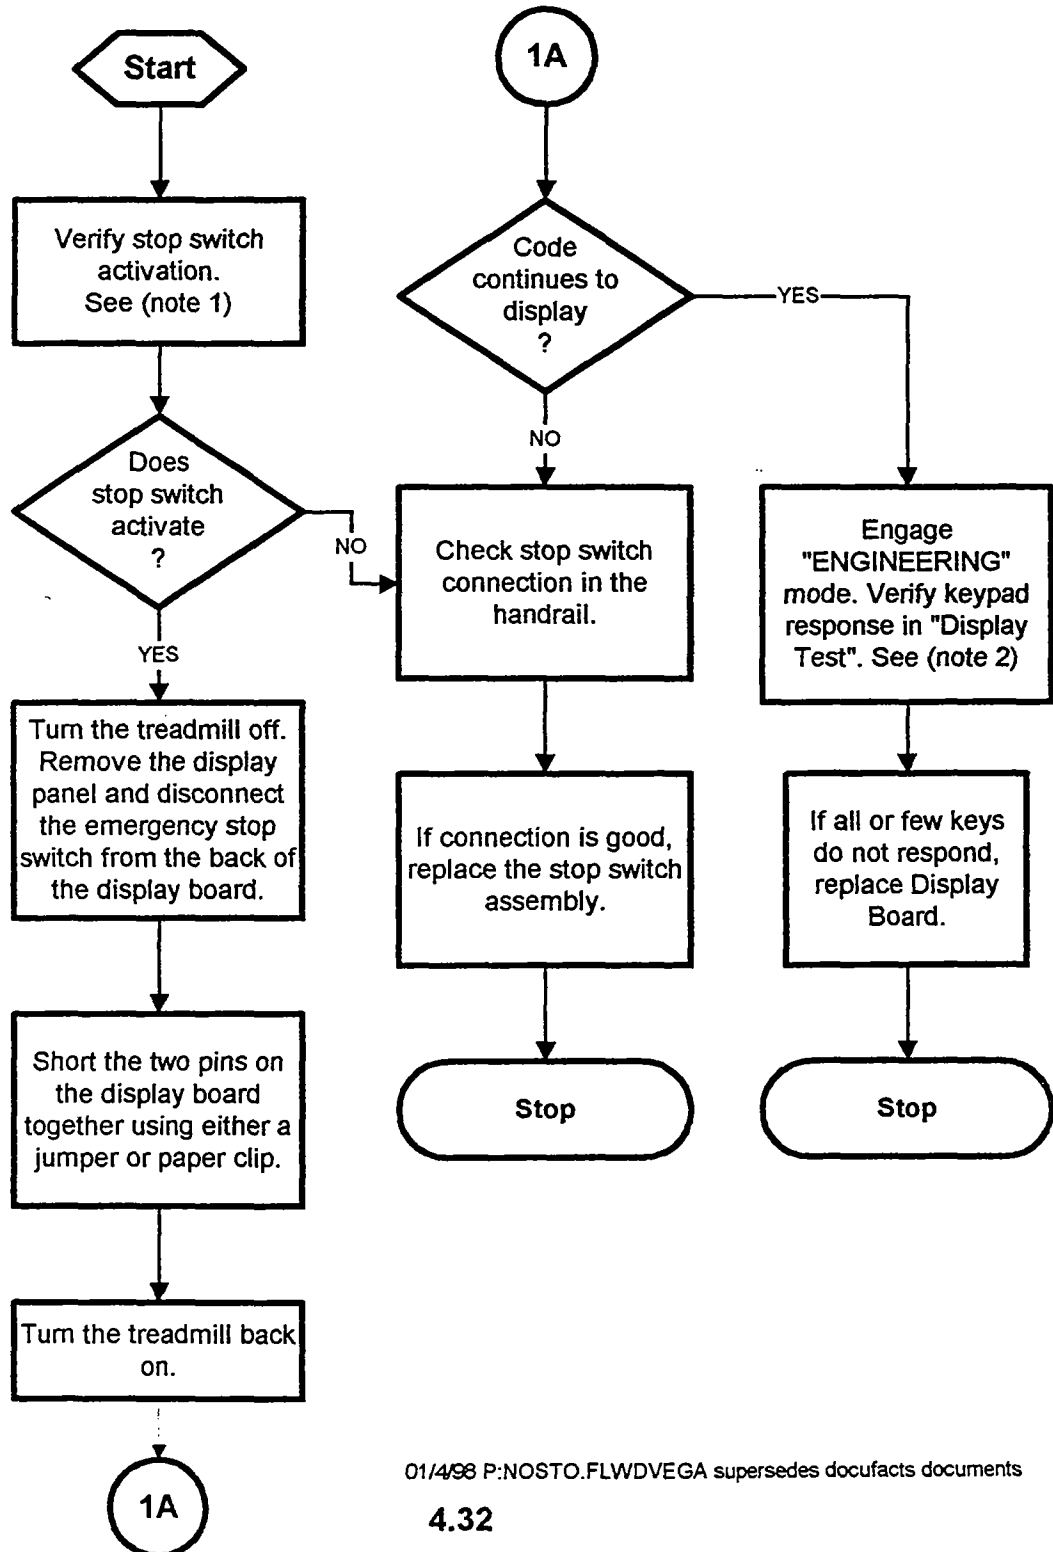 Start
Verify stop switch
activation.
See (note 1)
Does
stop switch
activate
?
NO
YES
Turn the treadmill off.
Remove the display
panel and disconnect
the emergency stop
switch from the back of
the display board.
Short the two pins on
the display board
together using either a
jumper or paper clip.
Turn the treadmill back
on.
1A
1A
Code
continues to
display
?
YES
NO
Check stop switch
connection in the
handrail.
If connection is good,
replace the stop switch
assembly.
Stop
Engage
"ENGINEERING"
mode. Verify keypad
response in "Display
Test". See (note 2)
If all or few keys
do not respond,
replace Display
Board.
Stop
01/4/98 P:NOSTO.FLWDVEGA supersedes docufacts documents
4.32